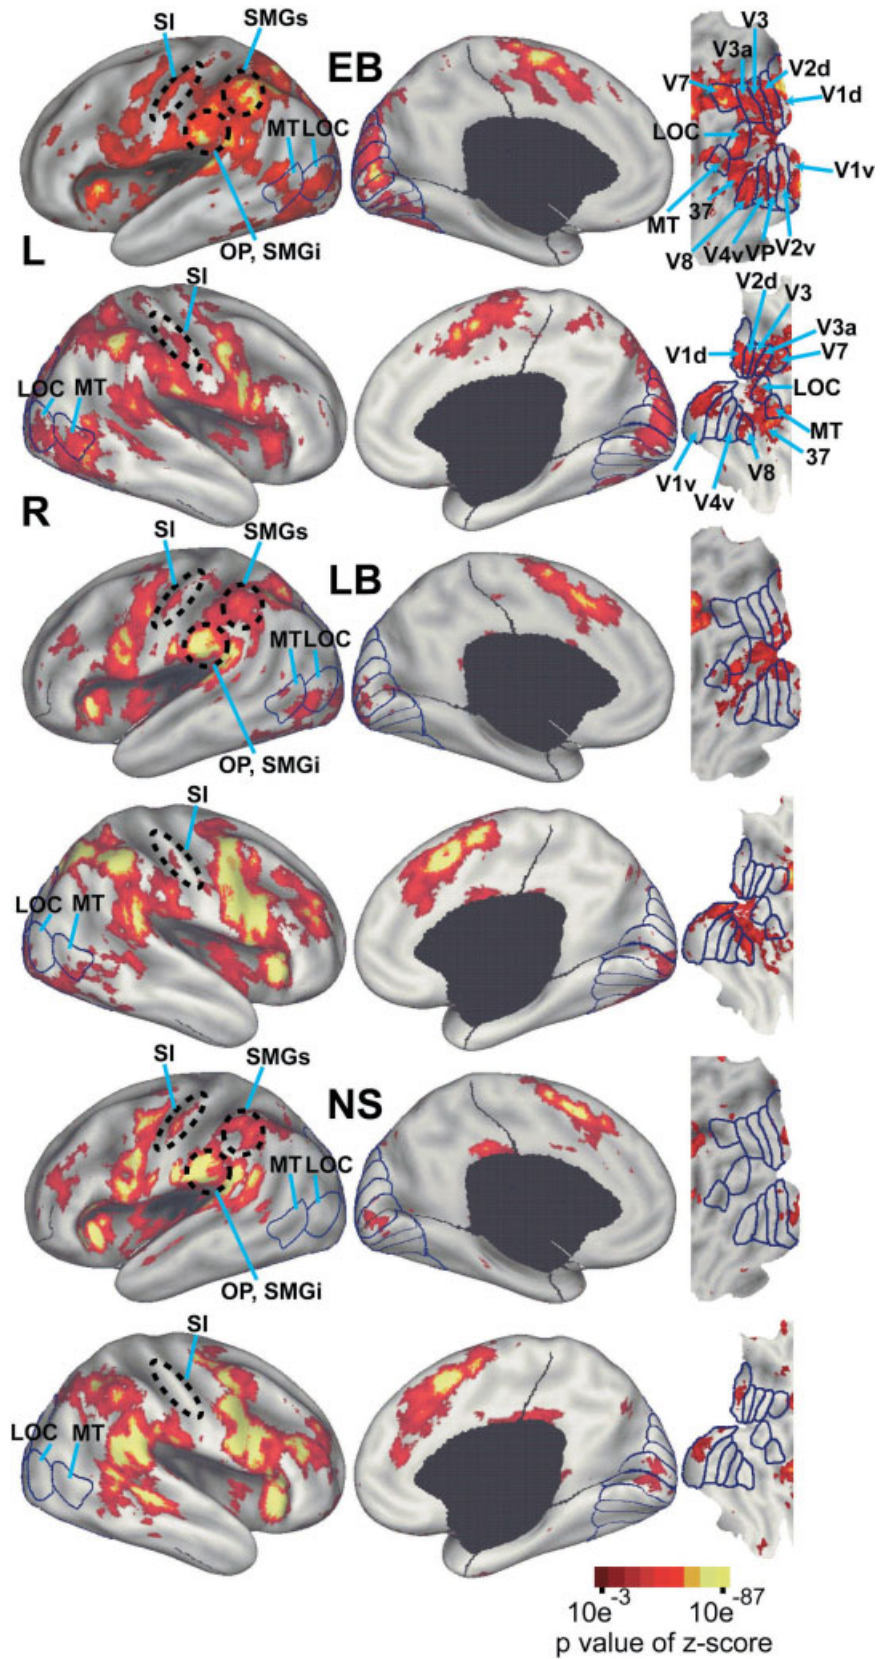 SI SMGs
EB
V3
V3a
V2d
V7
V1d
LOC
MT LOC
V1v
MT
37
OP, SMGi
V8
V4v VP V2v
L
SI
V2d
V3
V3a
V1d
V7
LOC MT
LOC
MT
37
V8
V1v
V4v
R
SI
SMGs
LB
MT LOC
OP, SMGi
SI
LOC MT
SI
SMGs
NS
MT LOC
OP, SMGi
SI
LOC MT
10e-3 10e-87
p value of z-score